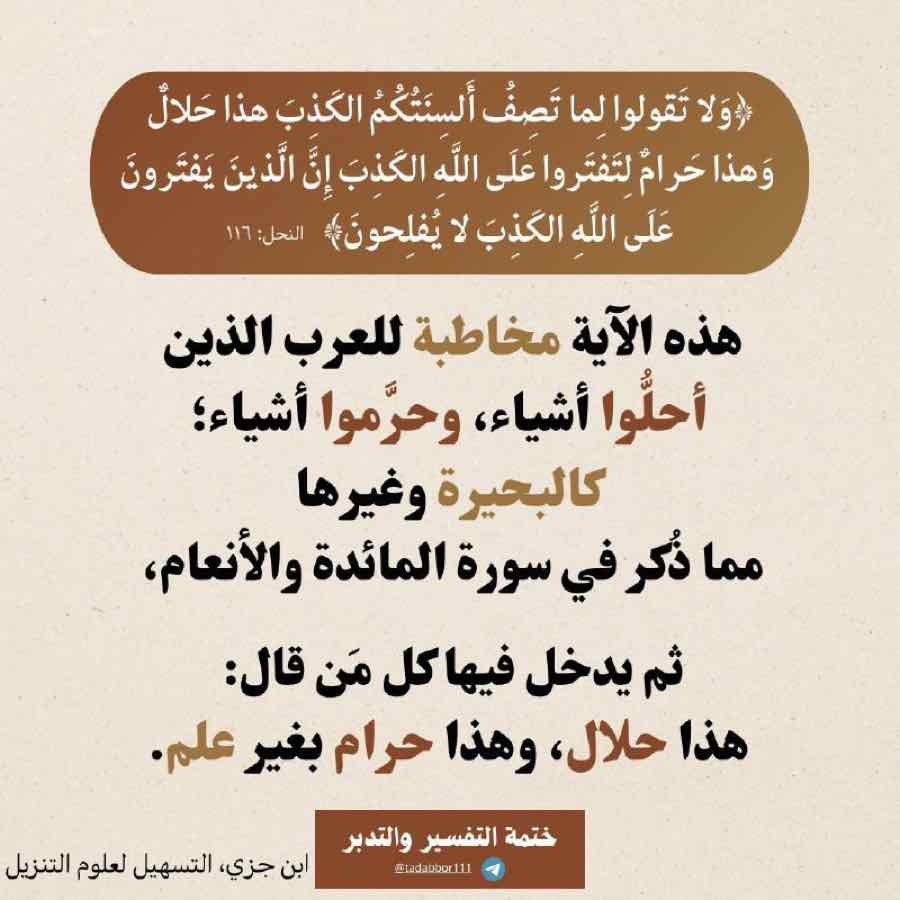 ﴿وَلا تَقولوا لِما تَصِفُ أَلسِنَتُكُمُ الكَذِبَ هذا حَلالٌ
وَهذا حَرامٌ لِتَفتَروا عَلَى اللَّهِ الكَذِبَ إِنَّ الَّذينَ يَفتَرونَ
عَلَى اللَّهِ الكَذِبَ لا يُفلِحونَ﴾ النحل: ١١٦
هذه الآية مخاطبة للعرب الذين
أحلُّوا أشياء، وحرَّموا أشياء؛
كالبحيرة وغيرها
مما ذُكر في سورة المائدة والأنعام،
ثم يدخل فيها كل مَن قال:
هذا حلال، وهذا حرام بغير علم.
ختمة التفسير والتدبر
@tadabbor111
ابن جزي، التسهيل لعلوم التنزيل